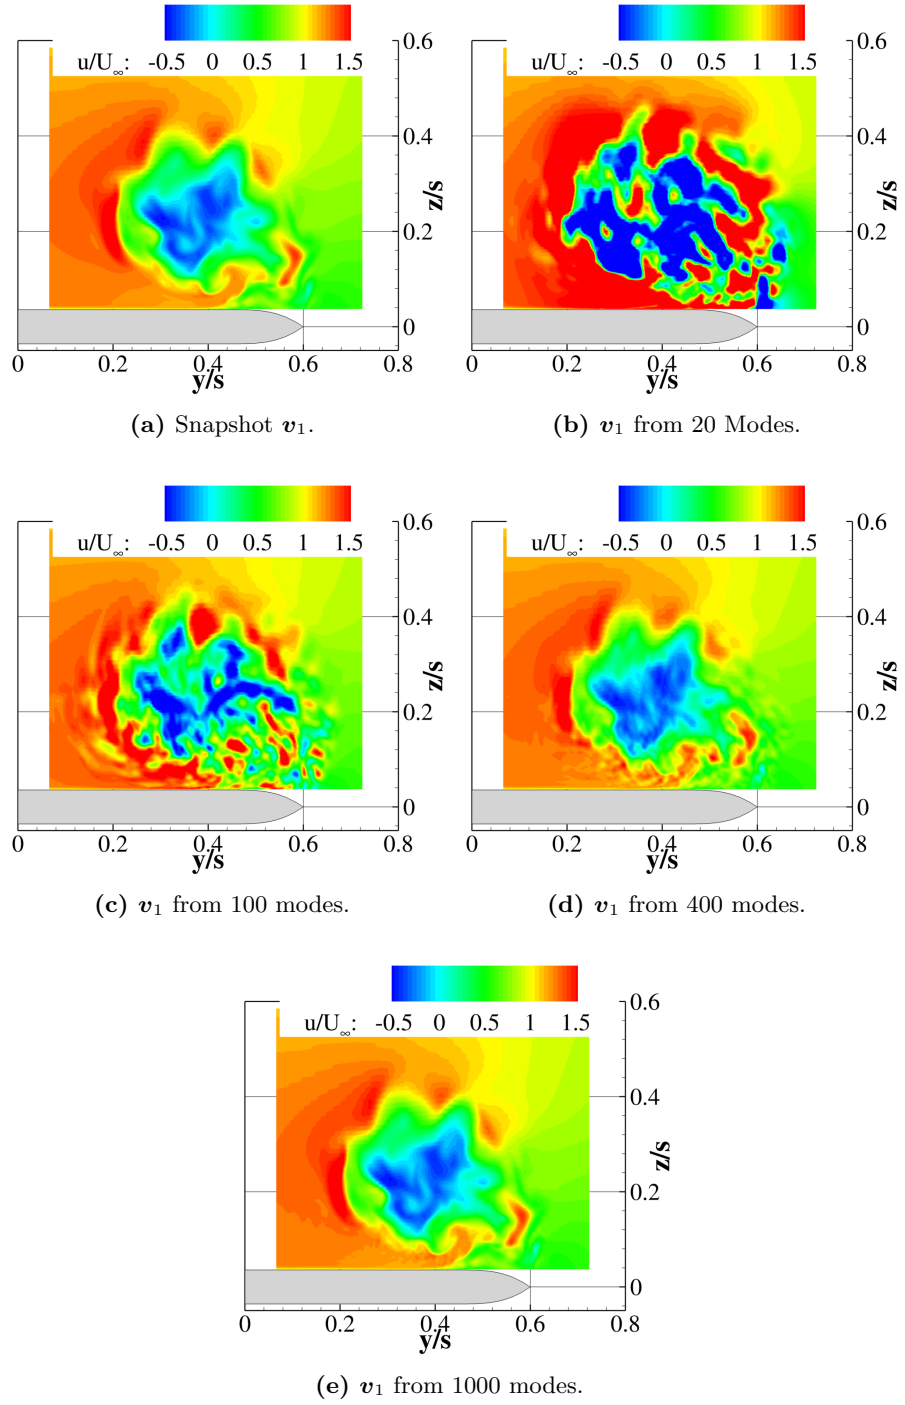 u/U∞: -0.5 0 0.5 1 1.5 u/U∞: -0.5 0 0.5 1 1.5
0.6 0.6
0.4 0.4
z/s z/s
0.2 0.2
0 0
0 0.2 0.4 0.6 0.8 0 0.2 0.4 0.6 0.8
y/s y/s
(a) Snapshot v₁. (b) v₁ from 20 Modes.
u/U∞: -0.5 0 0.5 1 1.5 u/U∞: -0.5 0 0.5 1 1.5
0.6 0.6
0.4 0.4
z/s z/s
0.2 0.2
0 0
0 0.2 0.4 0.6 0.8 0 0.2 0.4 0.6 0.8
y/s y/s
(c) v₁ from 100 modes. (d) v₁ from 400 modes.
u/U∞: -0.5 0 0.5 1 1.5
0.6
0.4
z/s
0.2
0
0 0.2 0.4 0.6 0.8
y/s
(e) v₁ from 1000 modes.